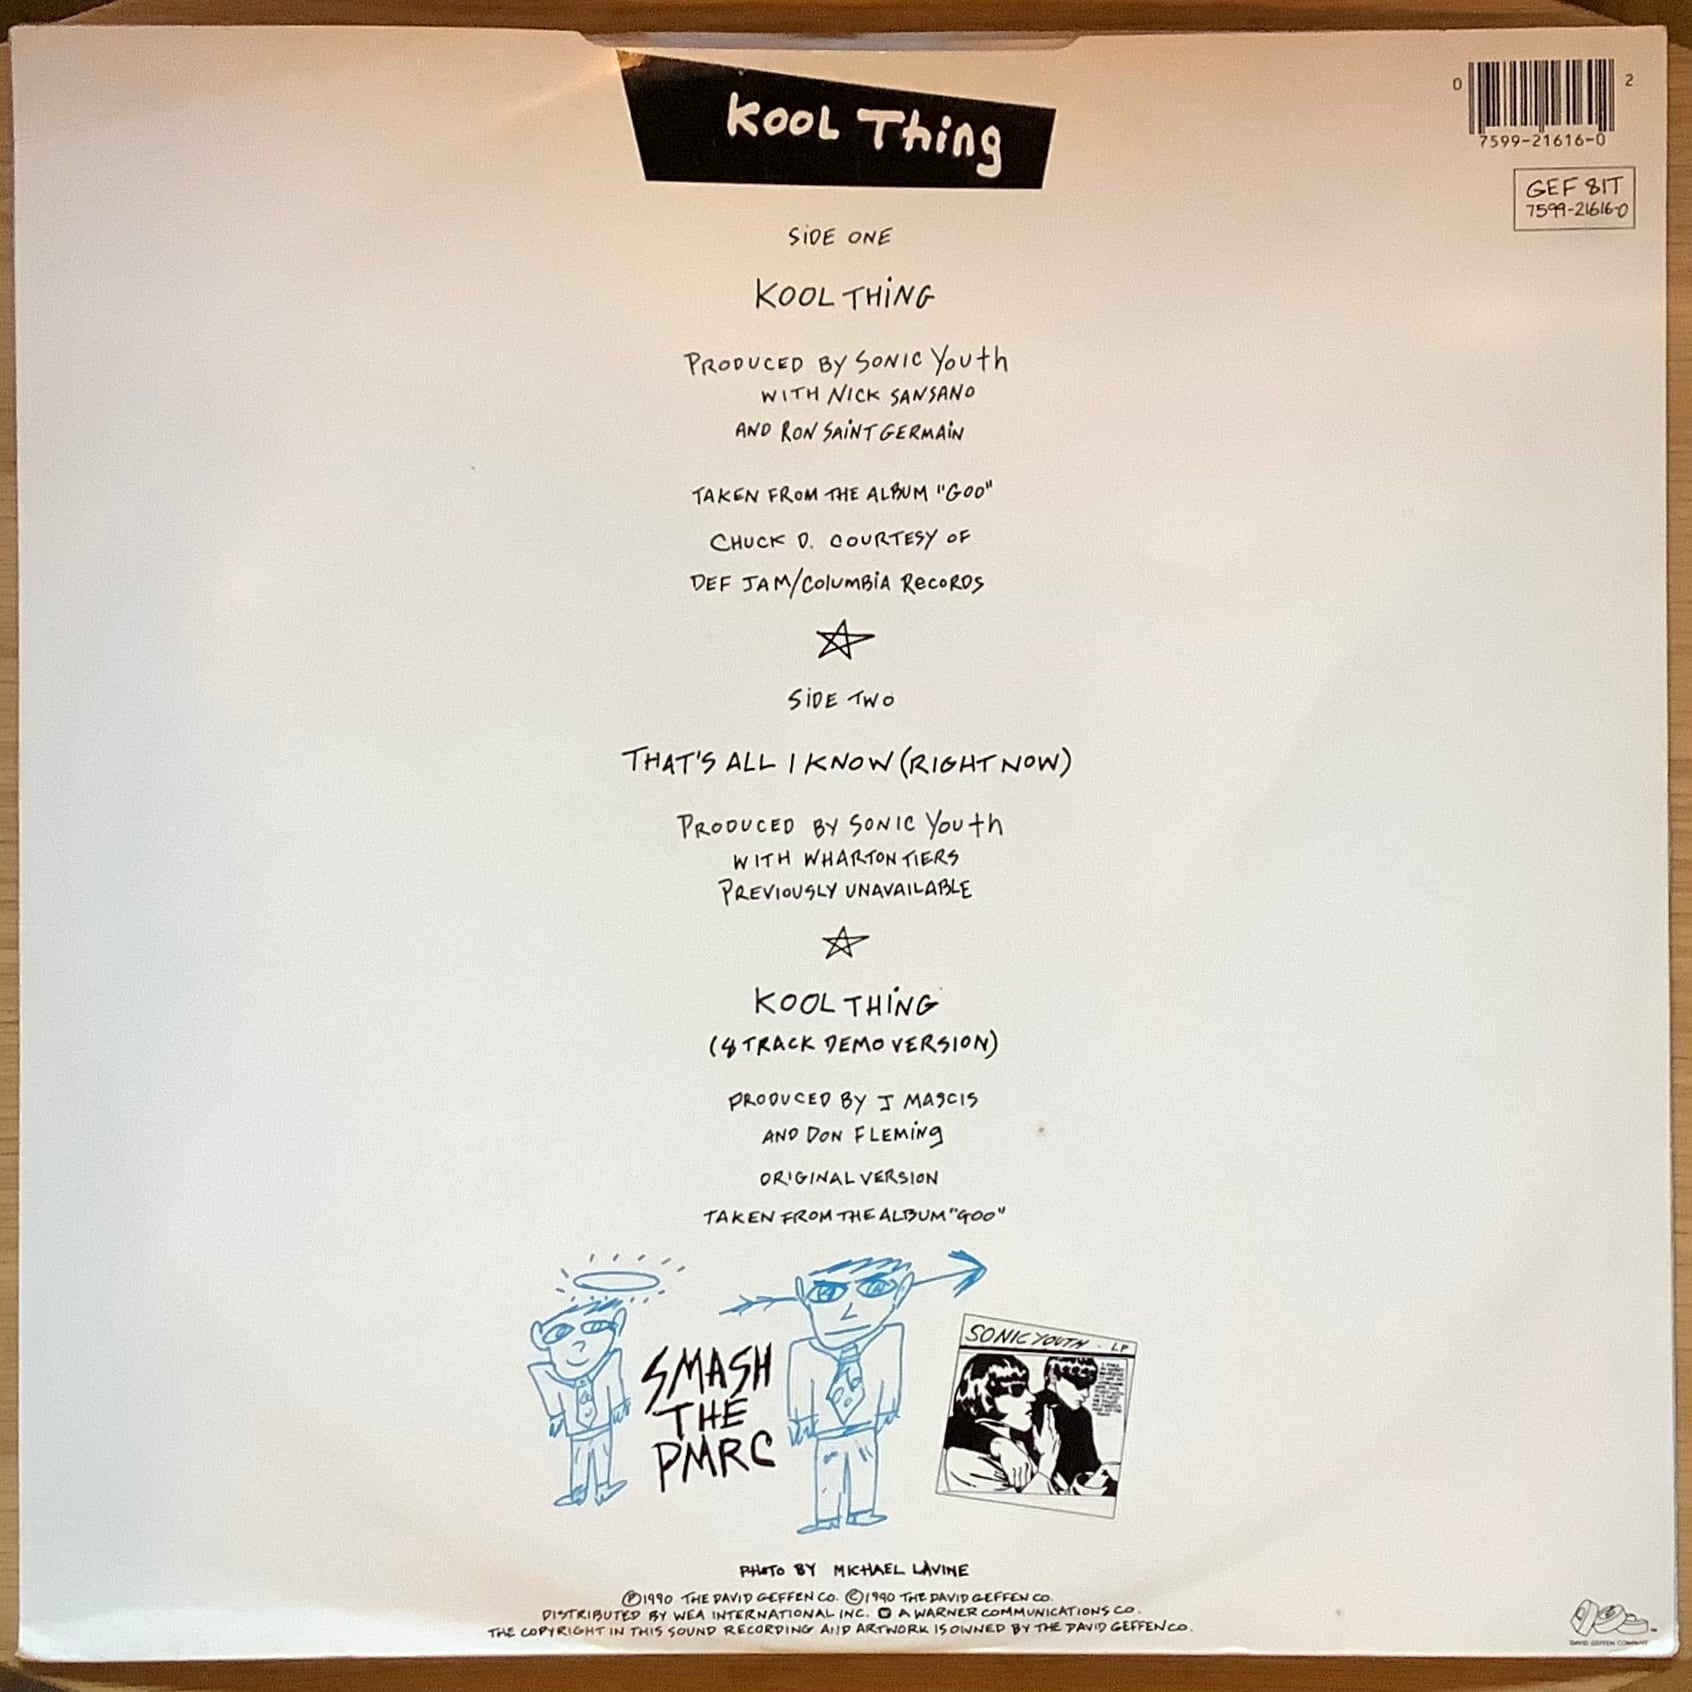 KOOL Thing
0 2
7599-21616-0
GEF 81T
7599-21616-0
SIDE ONE
KOOL THING
PRODUCED BY SONIC YOUTH
WITH NICK SANSANO
AND RON SAINT GERMAIN
TAKEN FROM THE ALBUM "GOO"
CHUCK D. COURTESY OF
DEF JAM/COLUMBIA RECORDS
SIDE TWO
THAT'S ALL I KNOW (RIGHT NOW)
PRODUCED BY SONIC YOUTH
WITH WHARTON TIERS
PREVIOUSLY UNAVAILABLE
KOOL THING
(8 TRACK DEMO VERSION)
PRODUCED BY J MASCIS
AND DON FLEMING
ORIGINAL VERSION
TAKEN FROM THE ALBUM "GOO"
SMASH
THE
PMRC
SONIC YOUTH · LP
PHOTO BY MICHAEL LAVINE
Ⓟ1990 THE DAVID GEFFEN CO. ©1990 THE DAVID GEFFEN CO.
DISTRIBUTED BY WEA INTERNATIONAL INC. A WARNER COMMUNICATIONS CO.
THE COPYRIGHT IN THIS SOUND RECORDING AND ARTWORK IS OWNED BY THE DAVID GEFFEN CO.
DAVID GEFFEN COMPANY